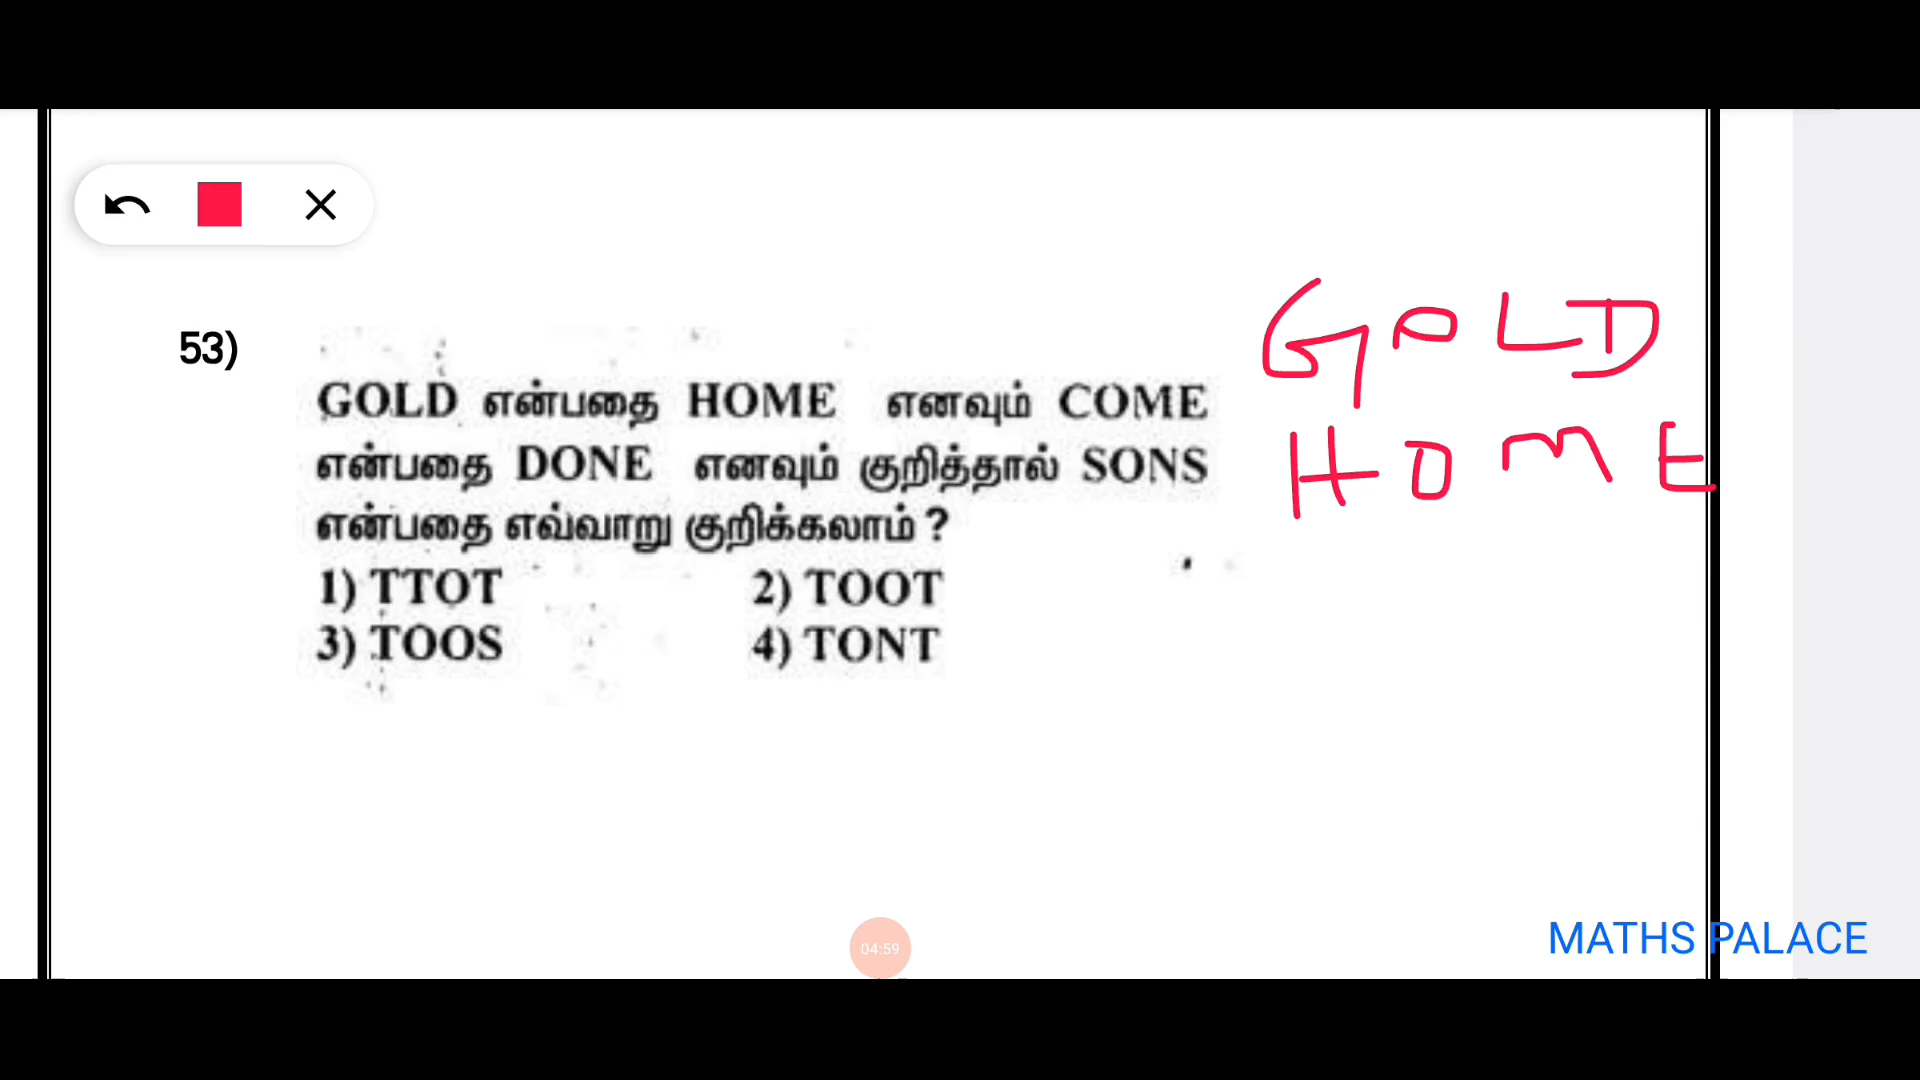 53)
GOLD என்பதை HOME எனவும் COME
என்பதை DONE எனவும் குறித்தால் SONS
என்பதை எவ்வாறு குறிக்கலாம் ?
1) TTOT 2) TOOT
3) TOOS 4) TONT
GOLD
HOME
04:59
MATHS PALACE